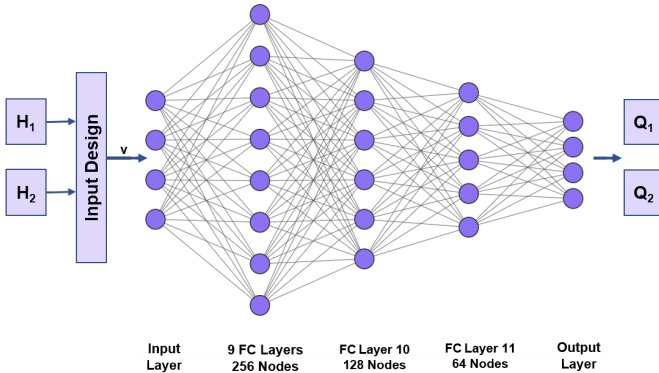 H1
H2
Input Design
v
Q1
Q2
Input
Layer
9 FC Layers
256 Nodes
FC Layer 10
128 Nodes
FC Layer 11
64 Nodes
Output
Layer